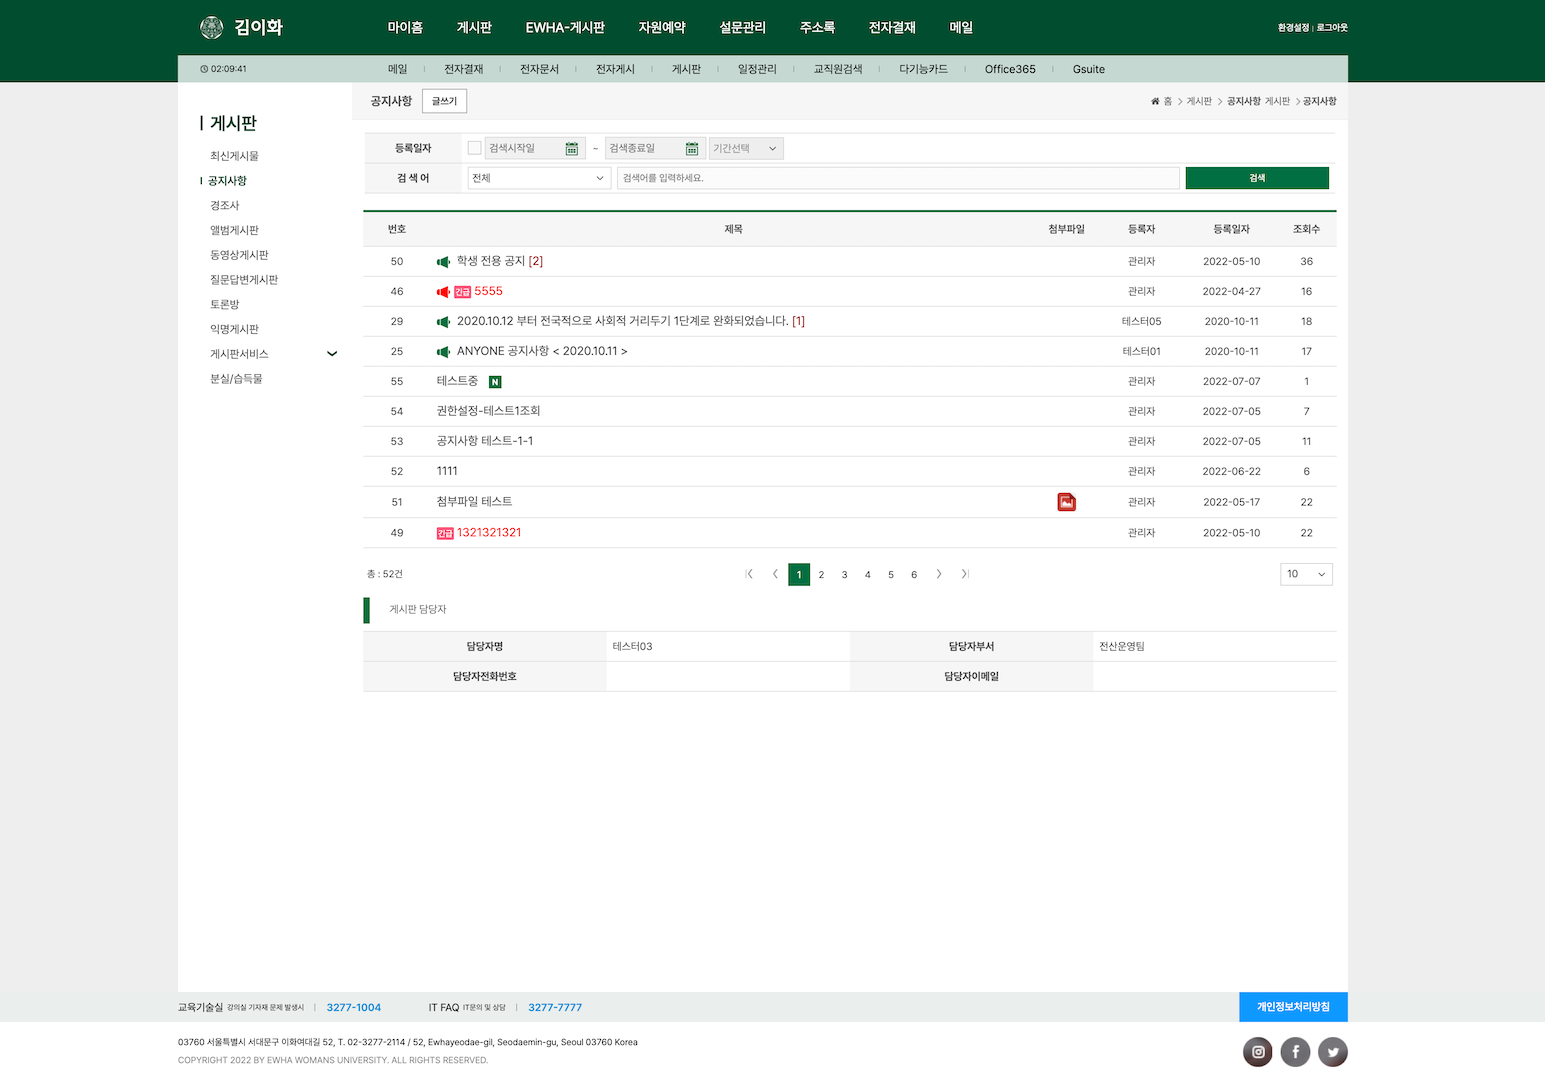 김이화 마이홈 게시판 EWHA-게시판 자원예약 설문관리 주소록 전자결재 메일 환경설정 | 로그아웃
02:09:41 메일 전자결재 전자문서 전자게시 게시판 일정관리 교직원검색 다기능카드 Office365 Gsuite
게시판
최신게시물
공지사항
경조사
앨범게시판
동영상게시판
질문답변게시판
토론방
익명게시판
게시판서비스
분실/습득물
공지사항 글쓰기 홈 > 게시판 > 공지사항 게시판 > 공지사항
등록일자 검색시작일 ~ 검색종료일 기간선택
검 색 어 전체 검색어를 입력하세요. 검색
번호 제목 첨부파일 등록자 등록일자 조회수
50 학생 전용 공지 [2] 관리자 2022-05-10 36
46 긴급 5555 관리자 2022-04-27 16
29 2020.10.12 부터 전국적으로 사회적 거리두기 1단계로 완화되었습니다. [1] 테스터05 2020-10-11 18
25 ANYONE 공지사항 < 2020.10.11 > 테스터01 2020-10-11 17
55 테스트중 N 관리자 2022-07-07 1
54 권한설정-테스트1조회 관리자 2022-07-05 7
53 공지사항 테스트-1-1 관리자 2022-07-05 11
52 1111 관리자 2022-06-22 6
51 첨부파일 테스트 관리자 2022-05-17 22
49 긴급 1321321321 관리자 2022-05-10 22
총 : 52건 1 2 3 4 5 6 10
게시판 담당자
담당자명 테스터03 담당자부서 전산운영팀
담당자전화번호 담당자이메일
교육기술실 강의실 기자재 문제 발생시 | 3277-1004 IT FAQ IT문의 및 상담 | 3277-7777 개인정보처리방침
03760 서울특별시 서대문구 이화여대길 52, T. 02-3277-2114 / 52, Ewhayeodae-gil, Seodaemin-gu, Seoul 03760 Korea
COPYRIGHT 2022 BY EWHA WOMANS UNIVERSITY. ALL RIGHTS RESERVED.